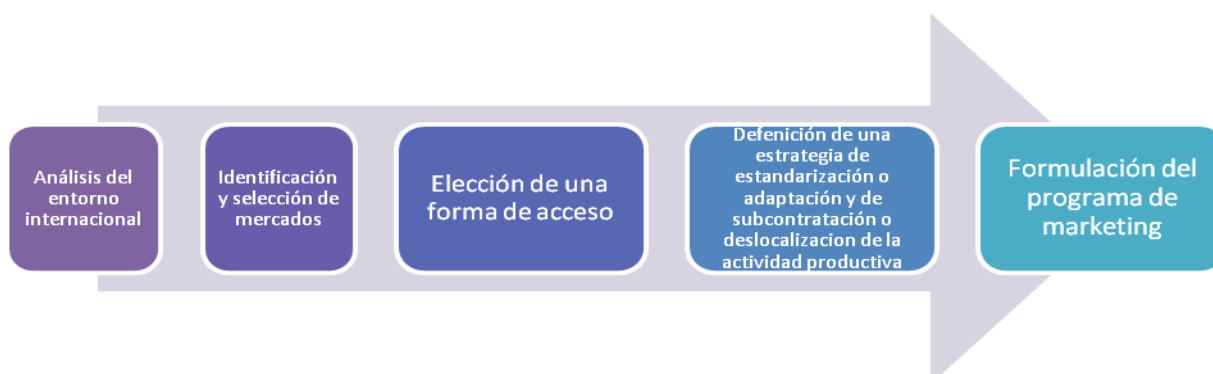 Análisis del
entorno
internacional
Identificación
y selección de
mercados
Elección de una
forma de acceso
Defenición de una
estrategia de
estandarización o
adaptación y de
subcontratación o
deslocalizacion de la
actividad productiva
Formulación del
programa de
marketing